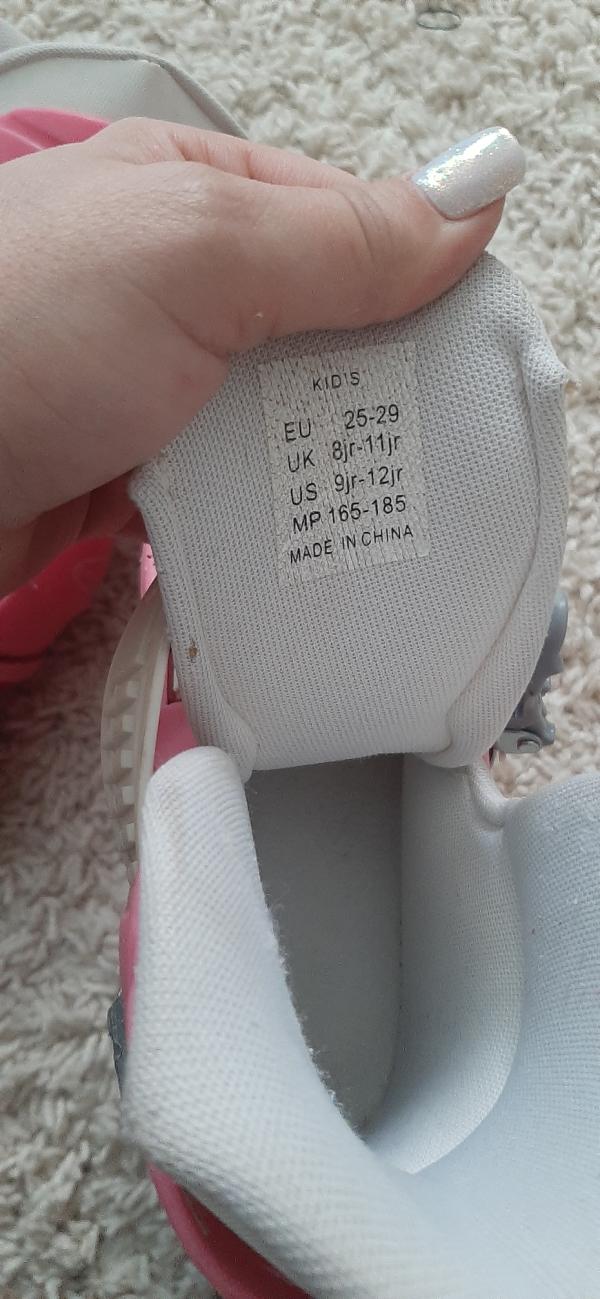 KID'S
EU 25-29
UK 8jr-11jr
US 9jr-12jr
MP 165-185
MADE IN CHINA